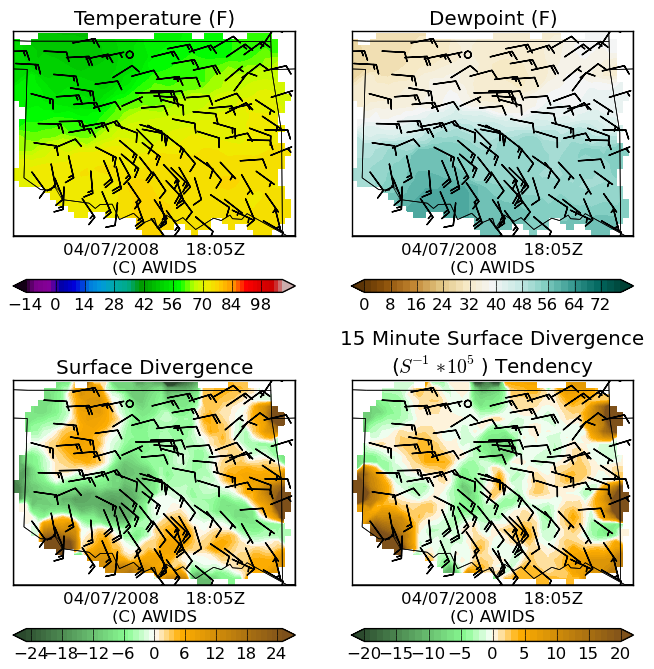 Temperature (F)
Dewpoint (F)
04/07/2008 18:05Z
(C) AWIDS
04/07/2008 18:05Z
(C) AWIDS
−14 0 14 28 42 56 70 84 98
0 8 16 24 32 40 48 56 64 72
Surface Divergence
15 Minute Surface Divergence
(S⁻¹ *10⁵ ) Tendency
04/07/2008 18:05Z
(C) AWIDS
04/07/2008 18:05Z
(C) AWIDS
−24 −18 −12 −6 0 6 12 18 24
−20 −15 −10 −5 0 5 10 15 20